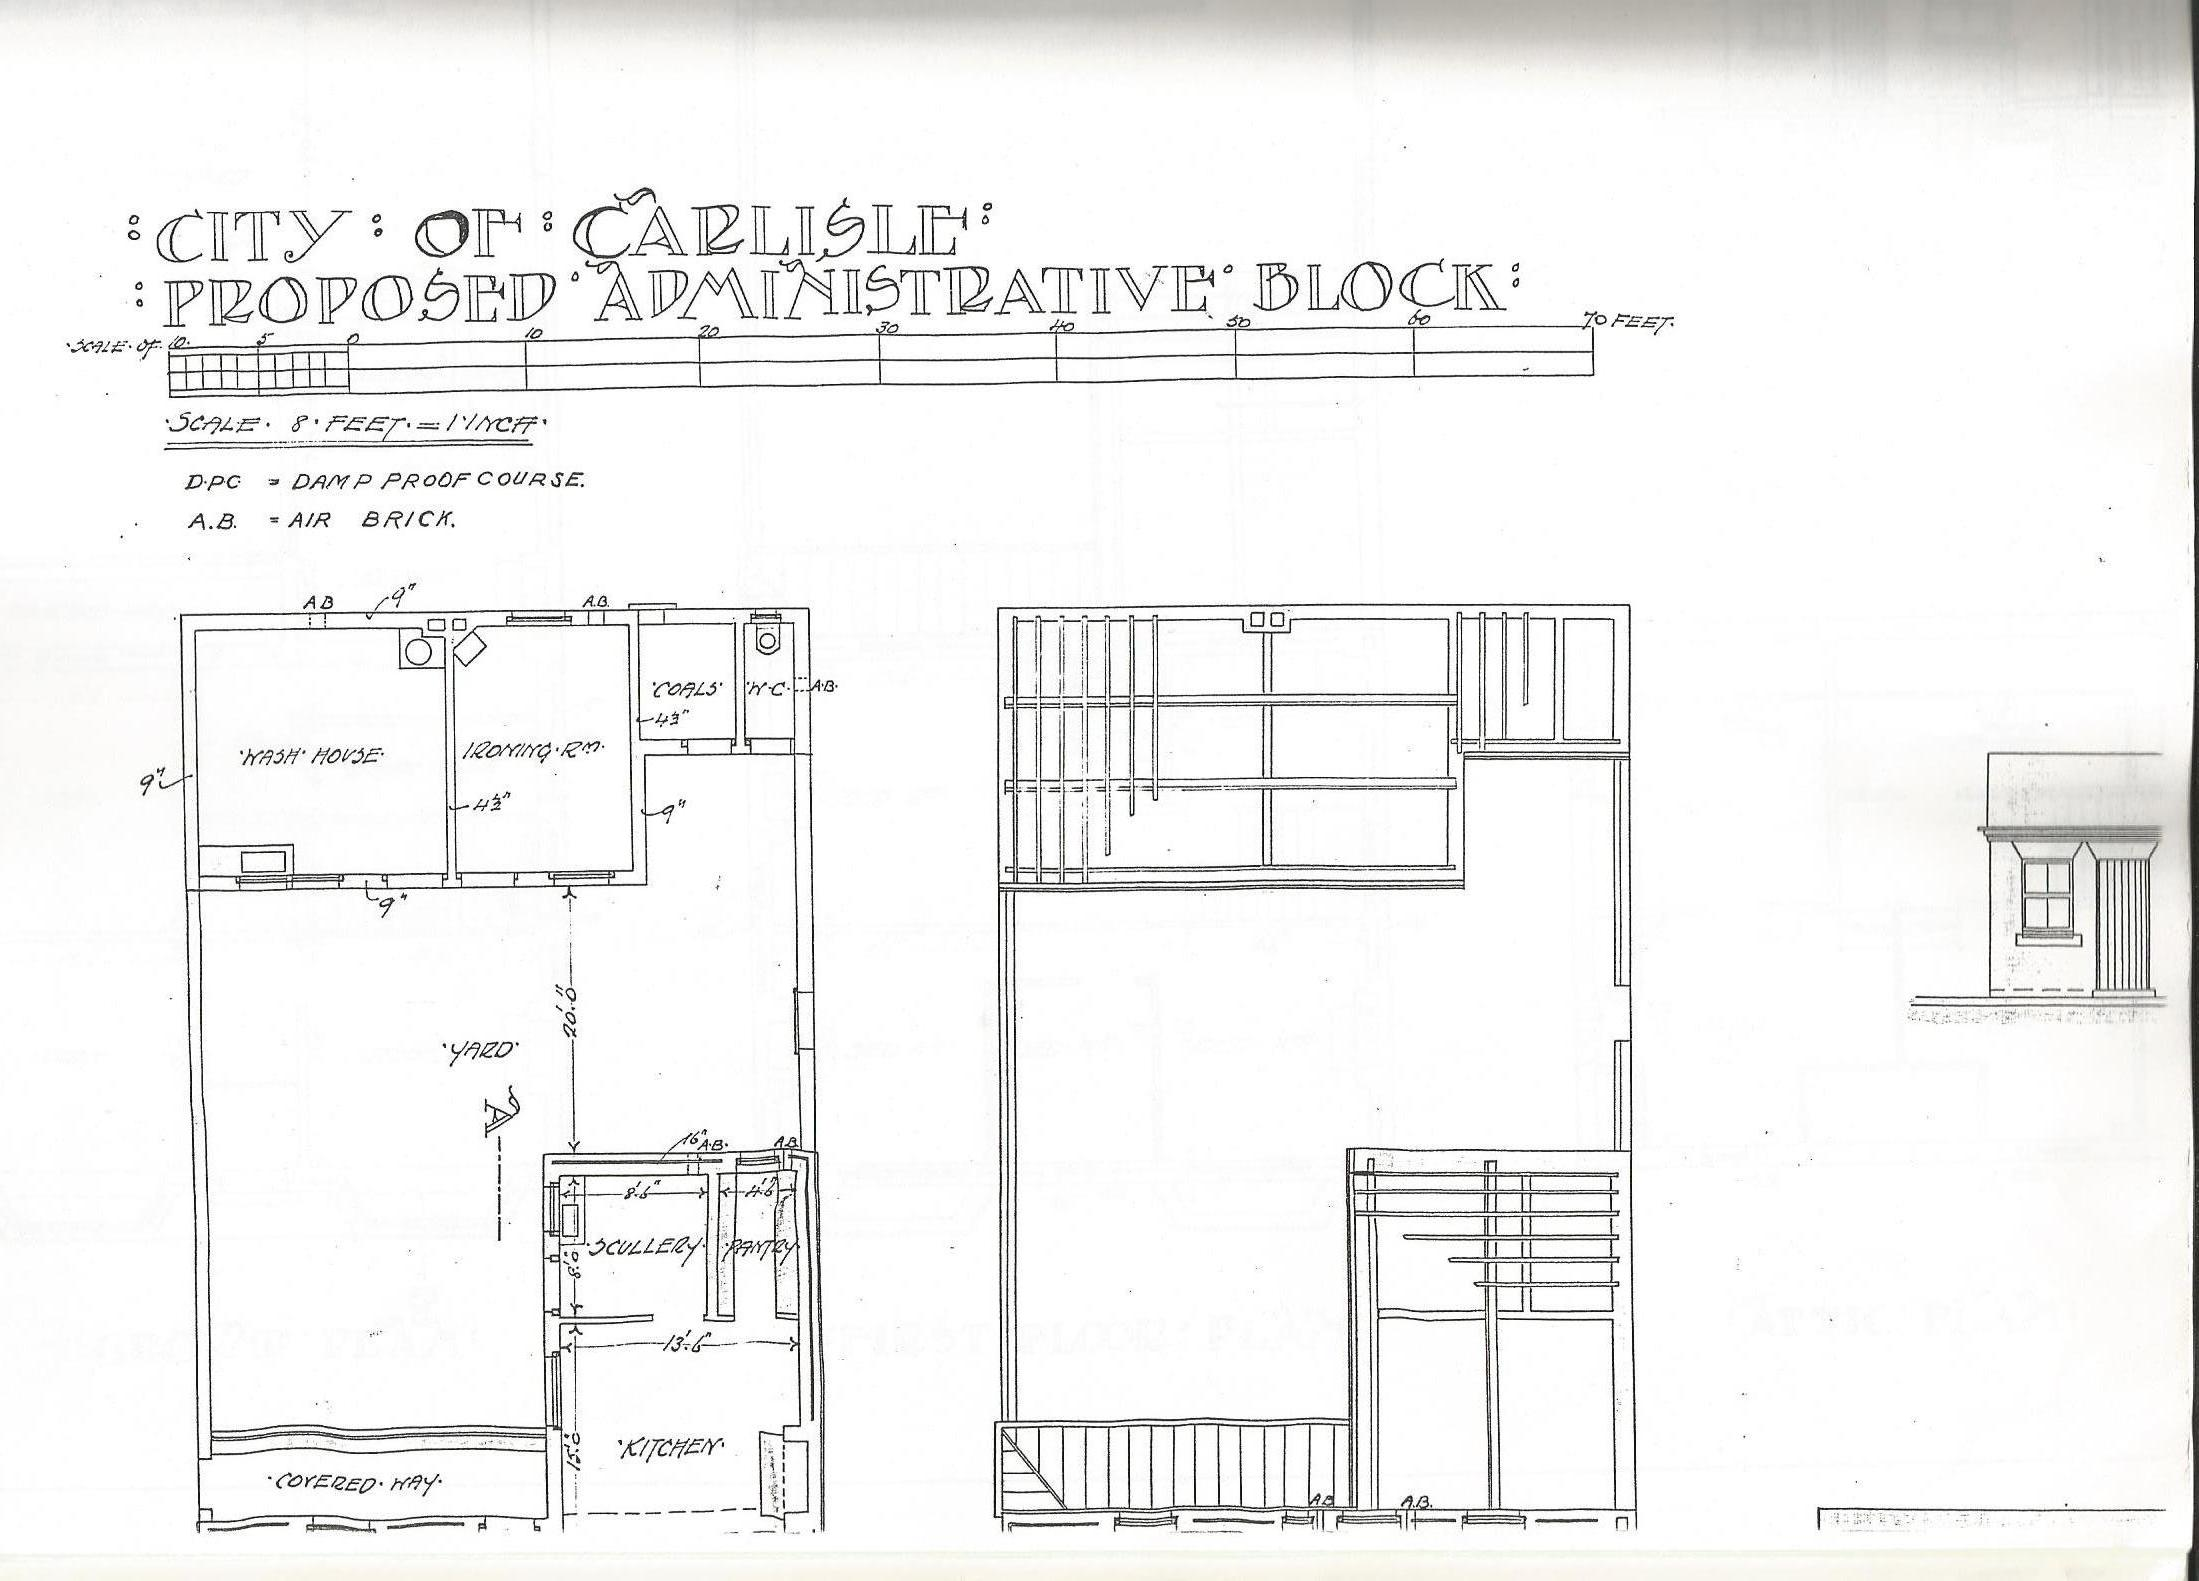 :CITY: OF: CARLISLE:
:PROPOSED ADMINISTRATIVE BLOCK:
SCALE OF 10 5 0 10 20 30 40 50 60 70 FEET.
SCALE. 8 FEET. = 1 INCH
D.P.C = DAMP PROOF COURSE.
A.B. = AIR BRICK.
A B
9"
A.B.
COALS
W.C.
A.B.
4½"
WASH HOUSE
IRONING. RM.
9"
4½"
9"
9"
20'.0"
YARD
A
16"
A.B.
A.B.
8'.6"
4'.6"
SCULLERY
PANTRY
8'.0"
13'.6"
15'.0"
KITCHEN
COVERED WAY
A.B.
A.B.